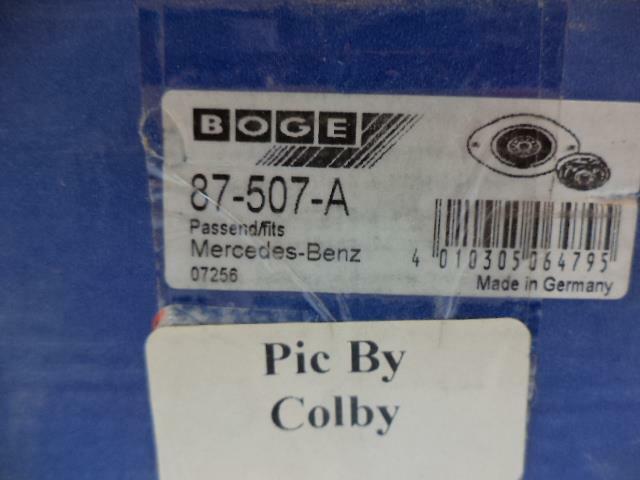 BOGE
87-507-A
Passend/fits
Mercedes-Benz
07256
4 010305 064795
Made in Germany
Pic By
Colby